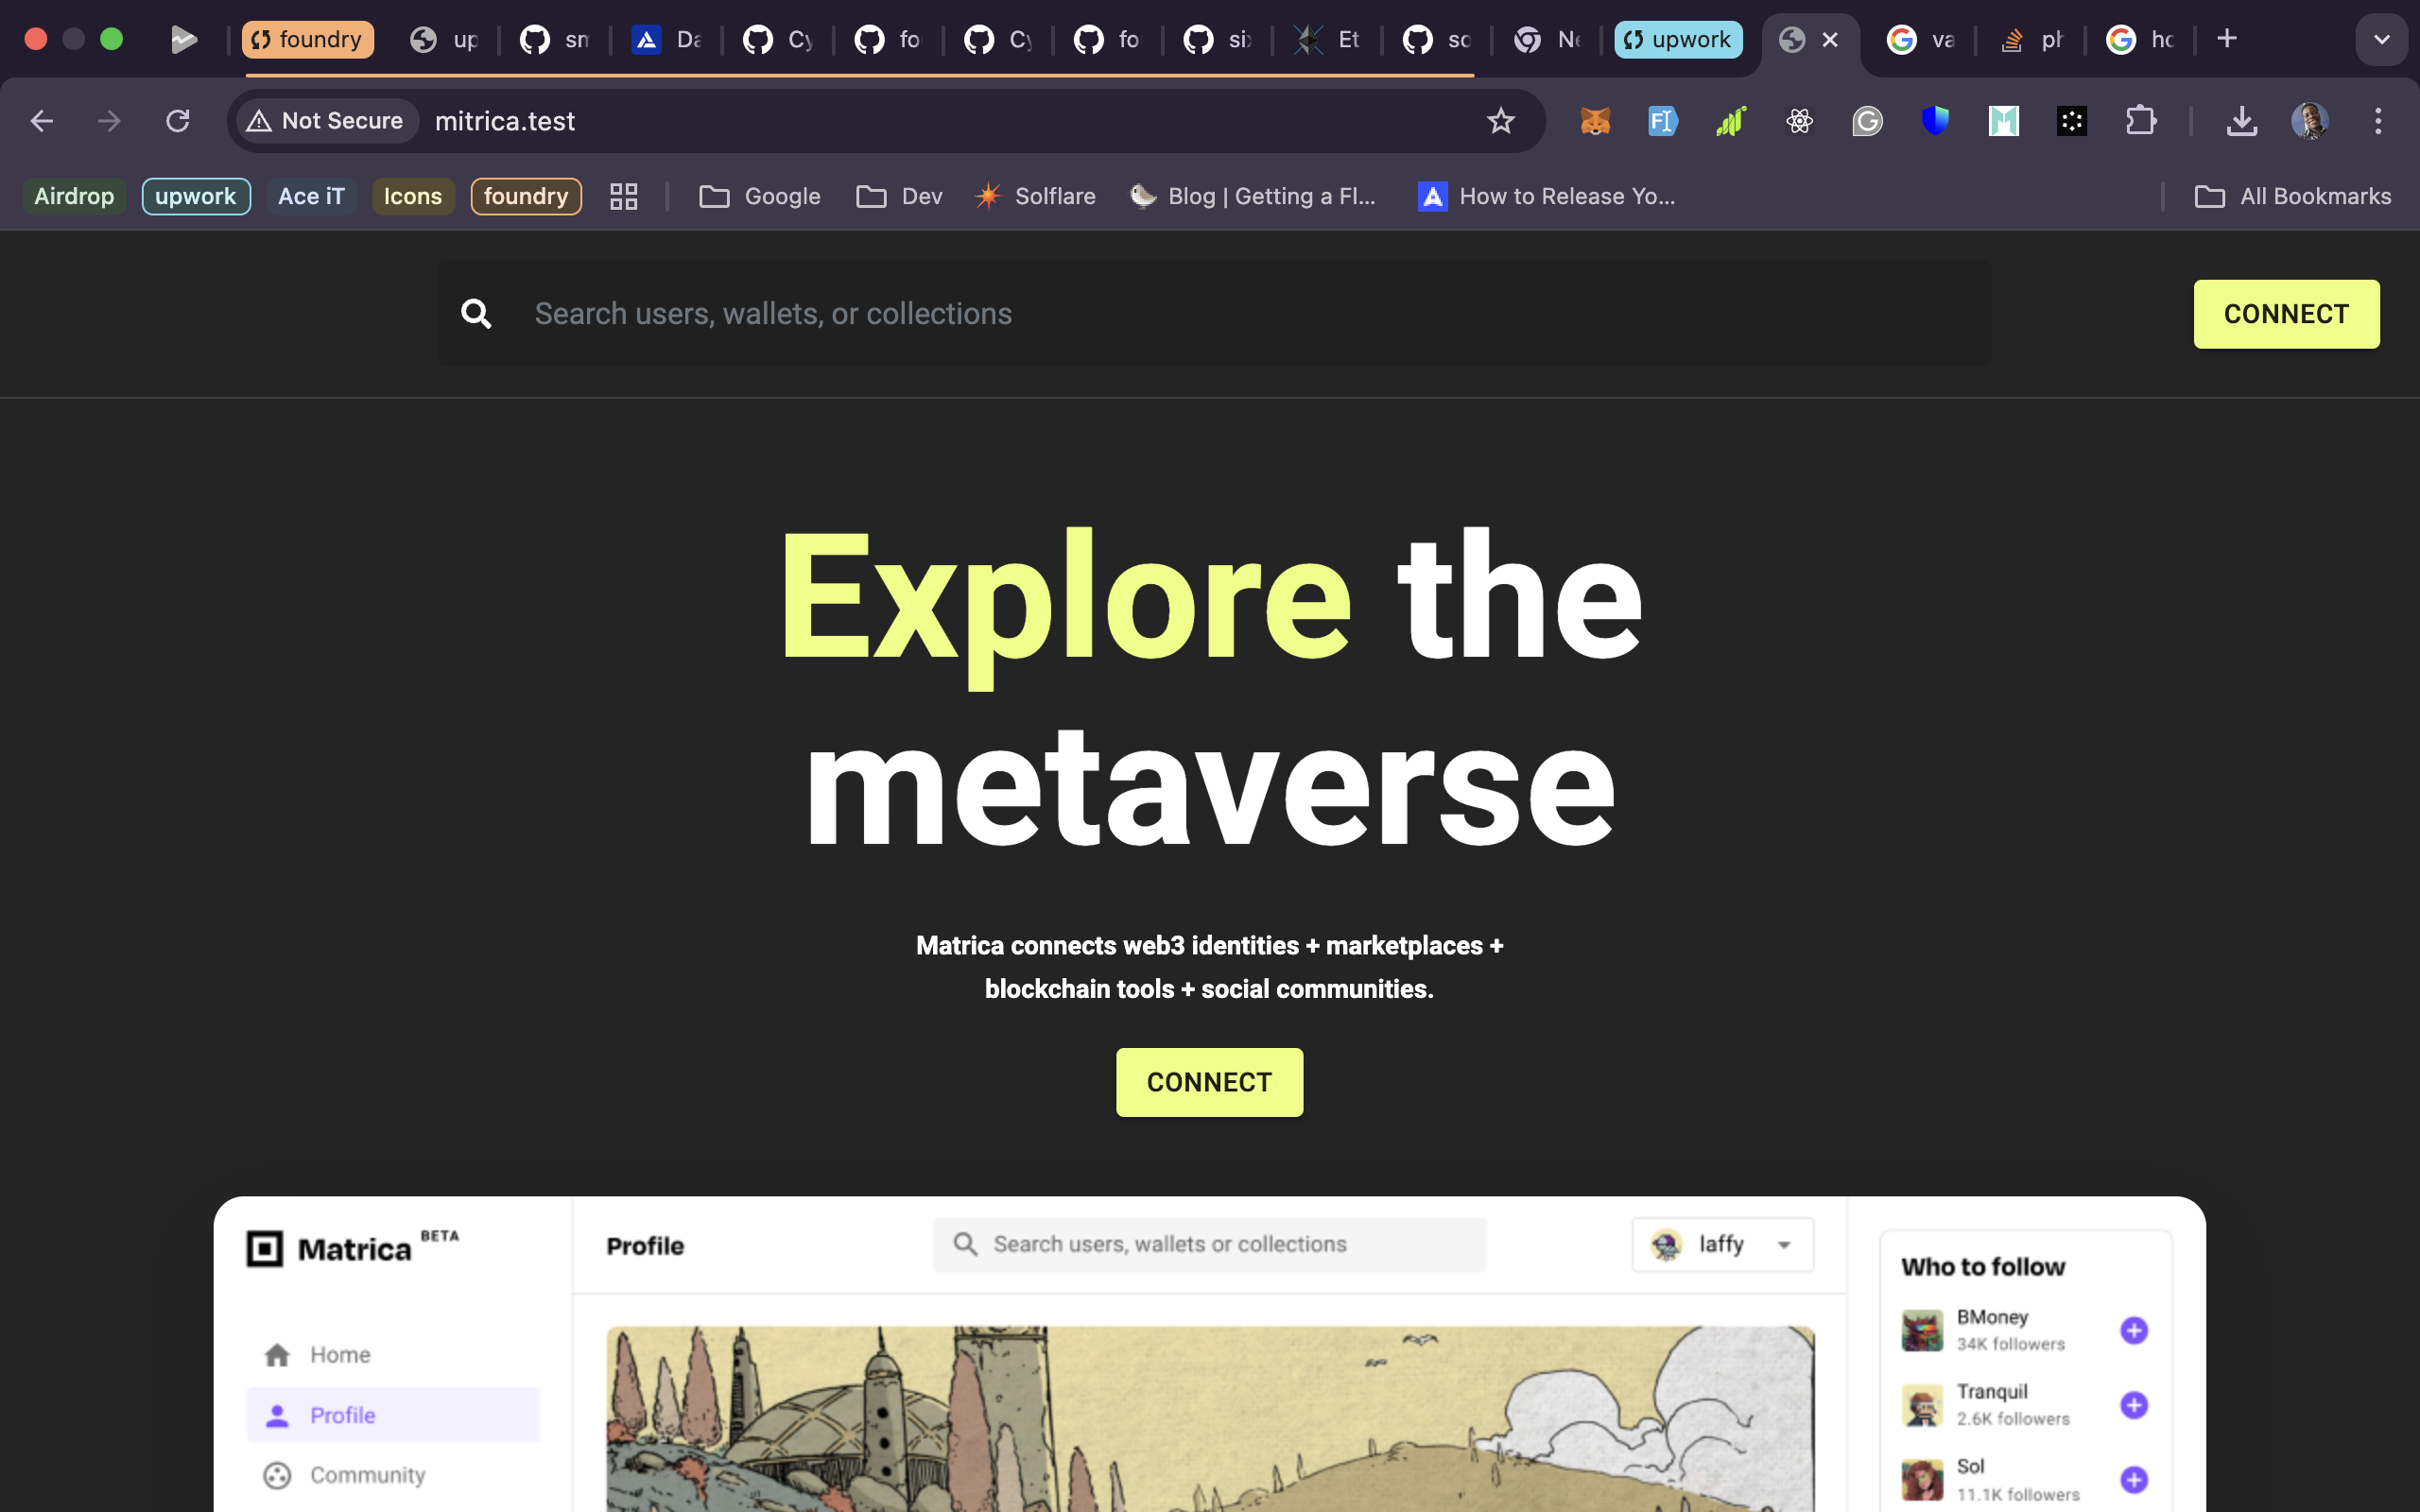 foundry up sn Da Cy fo Cy fo si Et sc Ne upwork va ph ho
Not Secure mitrica.test
Airdrop upwork Ace iT Icons foundry Google Dev Solflare Blog | Getting a Fl... How to Release Yo... All Bookmarks
Search users, wallets, or collections CONNECT
Explore the
metaverse
Matrica connects web3 identities + marketplaces +
blockchain tools + social communities.
CONNECT
Matrica BETA Profile Search users, wallets or collections laffy
Who to follow
BMoney
34K followers
Home
Tranquil
2.6K followers
Profile
Sol
Community
11.1K followers